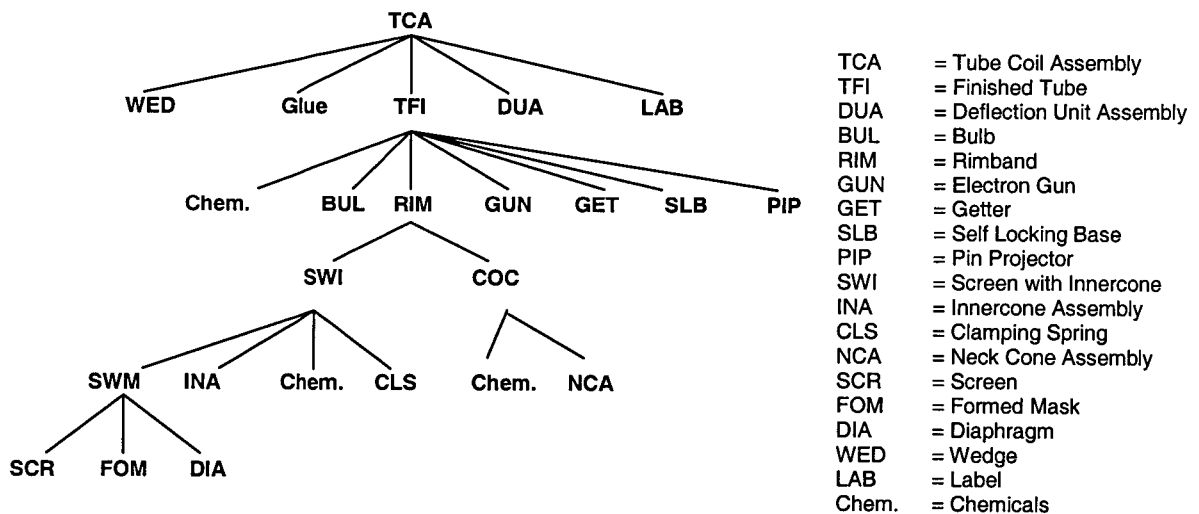 TCA
WED Glue TFI DUA LAB
Chem. BUL RIM GUN GET SLB PIP
SWI COC
SWM INA Chem. CLS Chem. NCA
SCR FOM DIA
TCA = Tube Coil Assembly
TFI = Finished Tube
DUA = Deflection Unit Assembly
BUL = Bulb
RIM = Rimband
GUN = Electron Gun
GET = Getter
SLB = Self Locking Base
PIP = Pin Projector
SWI = Screen with Innercone
INA = Innercone Assembly
CLS = Clamping Spring
NCA = Neck Cone Assembly
SCR = Screen
FOM = Formed Mask
DIA = Diaphragm
WED = Wedge
LAB = Label
Chem. = Chemicals